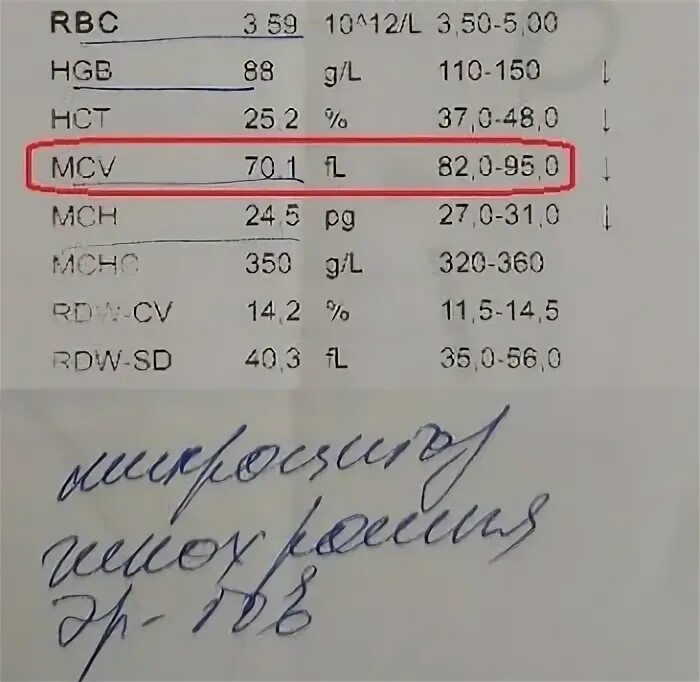 RBC 3 59 10^12/L 3,50-5,00
HGB 88 g/L 110-150 ↓
HCT 25,2 % 37,0-48,0 ↓
MCV 70,1 fL 82,0-95,0 ↓
MCH 24,5 pg 27,0-31,0 ↓
MCHC 350 g/L 320-360
RDW-CV 14,2 % 11,5-14,5
RDW-SD 40,3 fL 35,0-56,0
микроцитоз
гипохромия
эр-тов